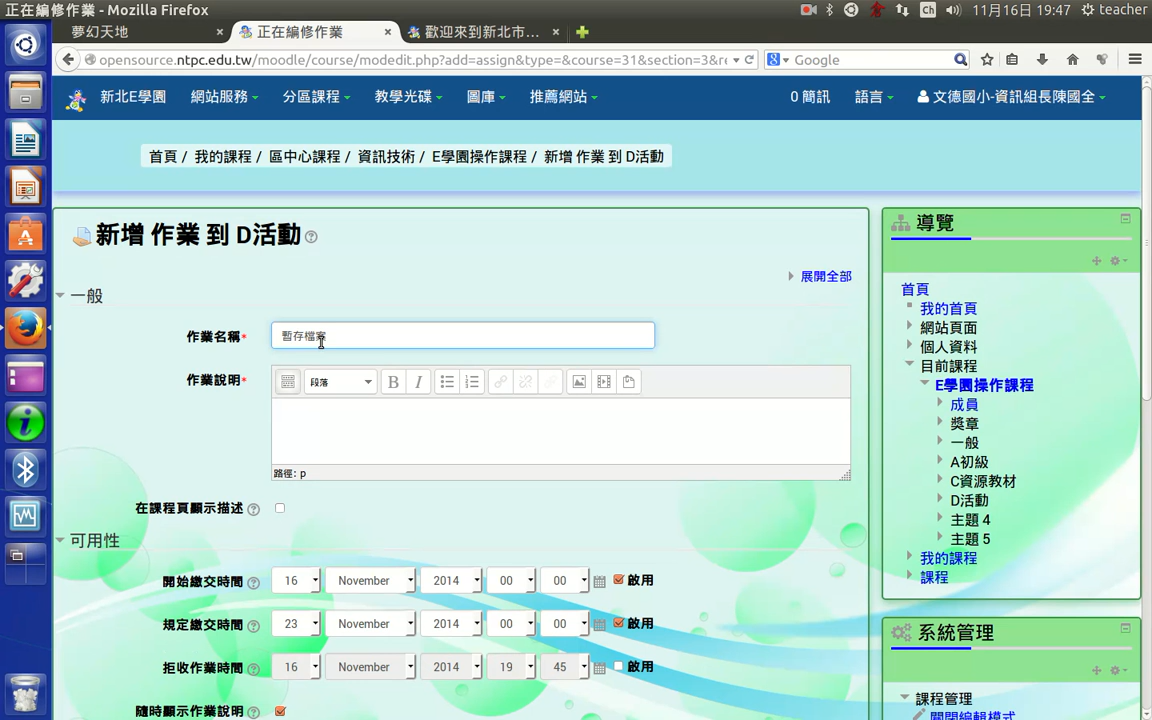 正在編修作業 - Mozilla Firefox
Ch
11月16日 19:47
teacher
夢幻天地 ×
正在編修作業 ×
歡迎來到新北市... ×
opensource.ntpc.edu.tw/moodle/course/modedit.php?add=assign&type=&course=31&section=3&r
Google
新北E學園
網站服務
分區課程
教學光碟
圖庫
推薦網站
0 簡訊
語言
文德國小-資訊組長陳國全
首頁 / 我的課程 / 區中心課程 / 資訊技術 / E學園操作課程 / 新增 作業 到 D活動
新增 作業 到 D活動
展開全部
一般
作業名稱*
暫存檔案
作業說明*
段落
B I
路徑: p
在課程頁顯示描述
可用性
開始繳交時間 16 November 2014 00 00 啟用
規定繳交時間 23 November 2014 00 00 啟用
拒收作業時間 16 November 2014 19 45 啟用
隨時顯示作業說明
導覽
首頁
我的首頁
網站頁面
個人資料
目前課程
E學園操作課程
成員
獎章
一般
A初級
C資源教材
D活動
主題 4
主題 5
我的課程
課程
系統管理
課程管理
關閉編輯模式